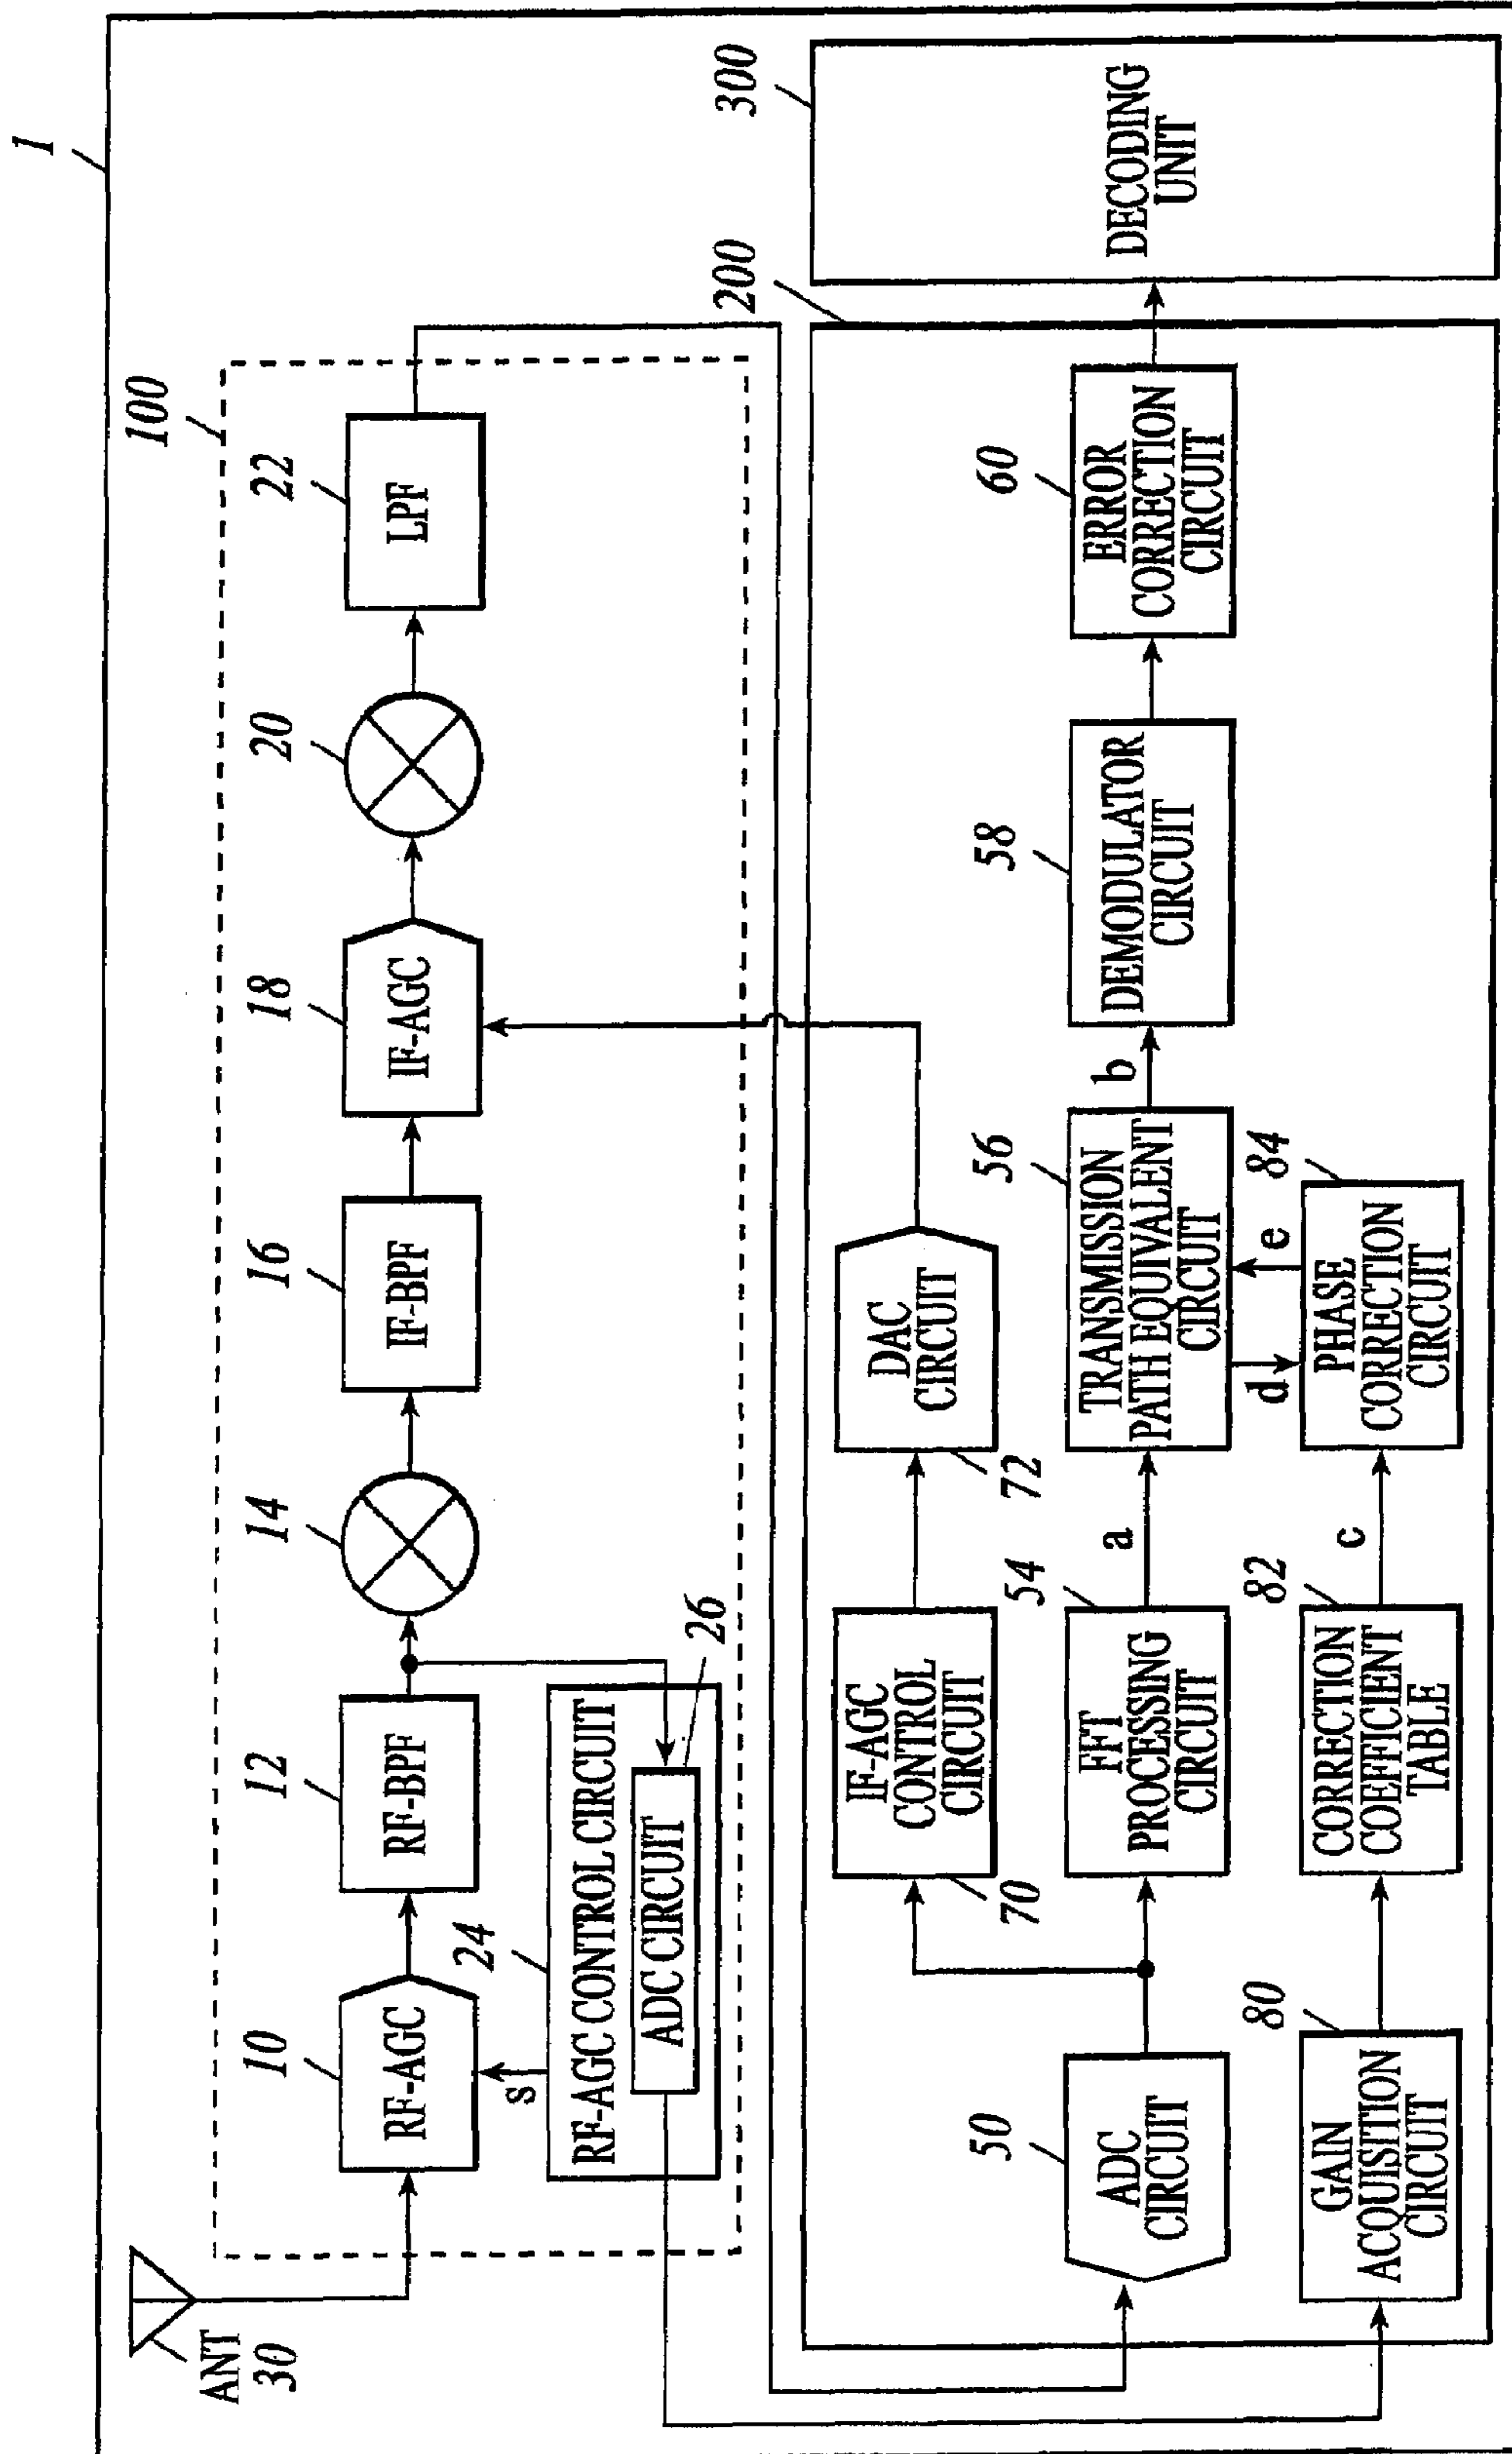 1
100
ANT
30
10
RF-AGC
12
RF-BPF
14
16
IF-BPF
18
IF-AGC
20
22
LPF
s
24
RF-AGC CONTROL CIRCUIT
26
ADC CIRCUIT
200
300
DECODING
UNIT
70
IF-AGC
CONTROL
CIRCUIT
72
DAC
CIRCUIT
50
ADC
CIRCUIT
54
FFT
PROCESSING
CIRCUIT
a
56
TRANSMISSION
PATH EQUIVALENT
CIRCUIT
b
58
DEMODULATOR
CIRCUIT
60
ERROR
CORRECTION
CIRCUIT
d
e
80
GAIN
ACQUISITION
CIRCUIT
82
CORRECTION
COEFFICIENT
TABLE
c
84
PHASE
CORRECTION
CIRCUIT